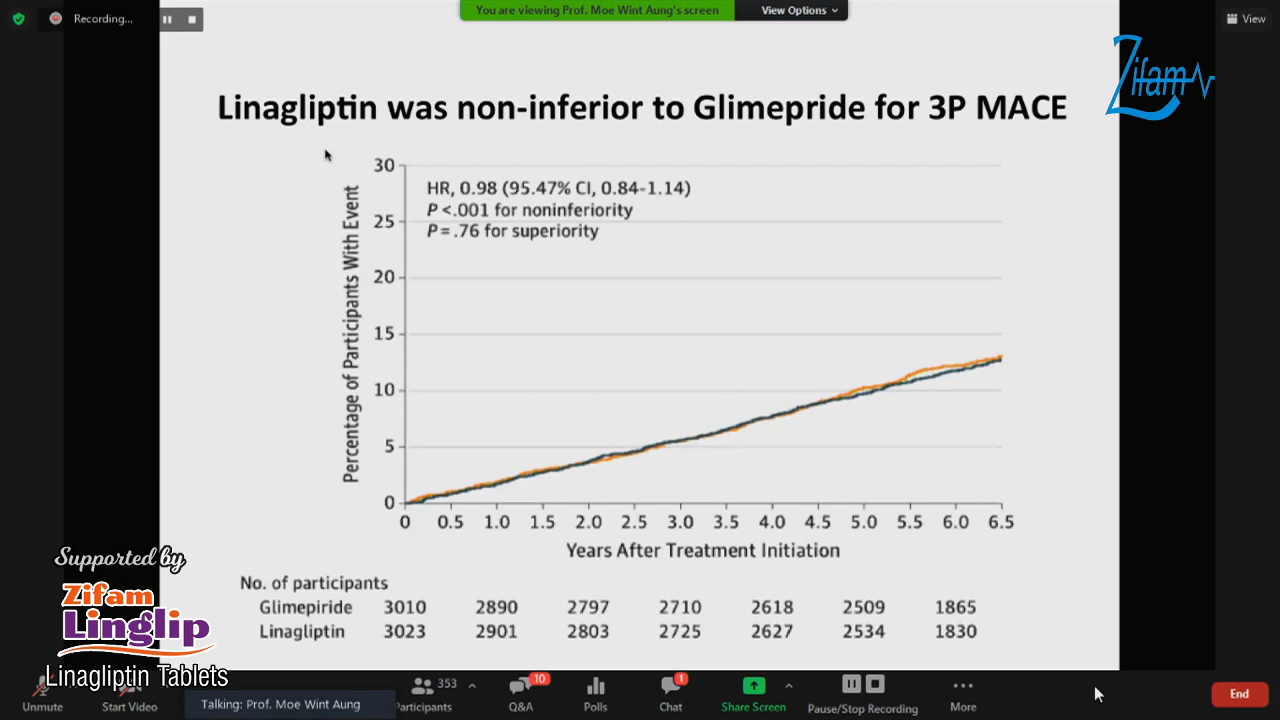 Recording...
You are viewing Prof. Moe Wint Aung's screen
View Options
View
Zifam
Linagliptin was non-inferior to Glimepride for 3P MACE
HR, 0.98 (95.47% CI, 0.84-1.14)
P <.001 for noninferiority
P = .76 for superiority
Percentage of Participants With Event
30
25
20
15
10
5
0
0 0.5 1.0 1.5 2.0 2.5 3.0 3.5 4.0 4.5 5.0 5.5 6.0 6.5
Years After Treatment Initiation
No. of participants
Glimepiride 3010 2890 2797 2710 2618 2509 1865
Linagliptin 3023 2901 2803 2725 2627 2534 1830
Supported by
Zifam
Linglip
Linagliptin Tablets
Unmute
Start Video
Talking: Prof. Moe Wint Aung
353
Participants
10
Q&A
Polls
1
Chat
Share Screen
Pause/Stop Recording
More
End